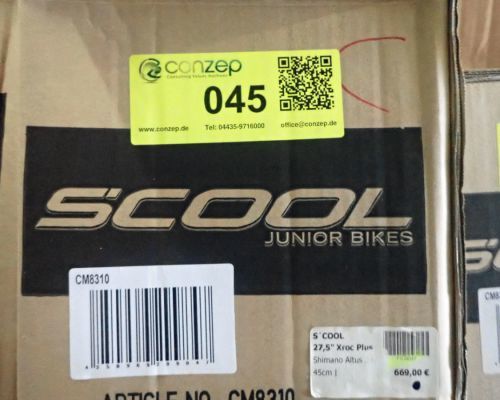 conzep
045
www.conzep.de Tel: 04435-9716000 office@conzep.de
S'COOL
JUNIOR BIKES
CM8310
S´COOL
27,5" Xroc Plus
Shimano Altus
45cm | 669,00 €
ARTICLE NO. CM8310